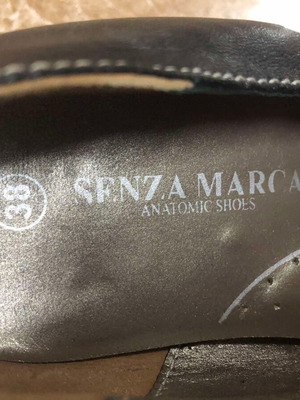 38
SENZA MARCA
ANATOMIC SHOES